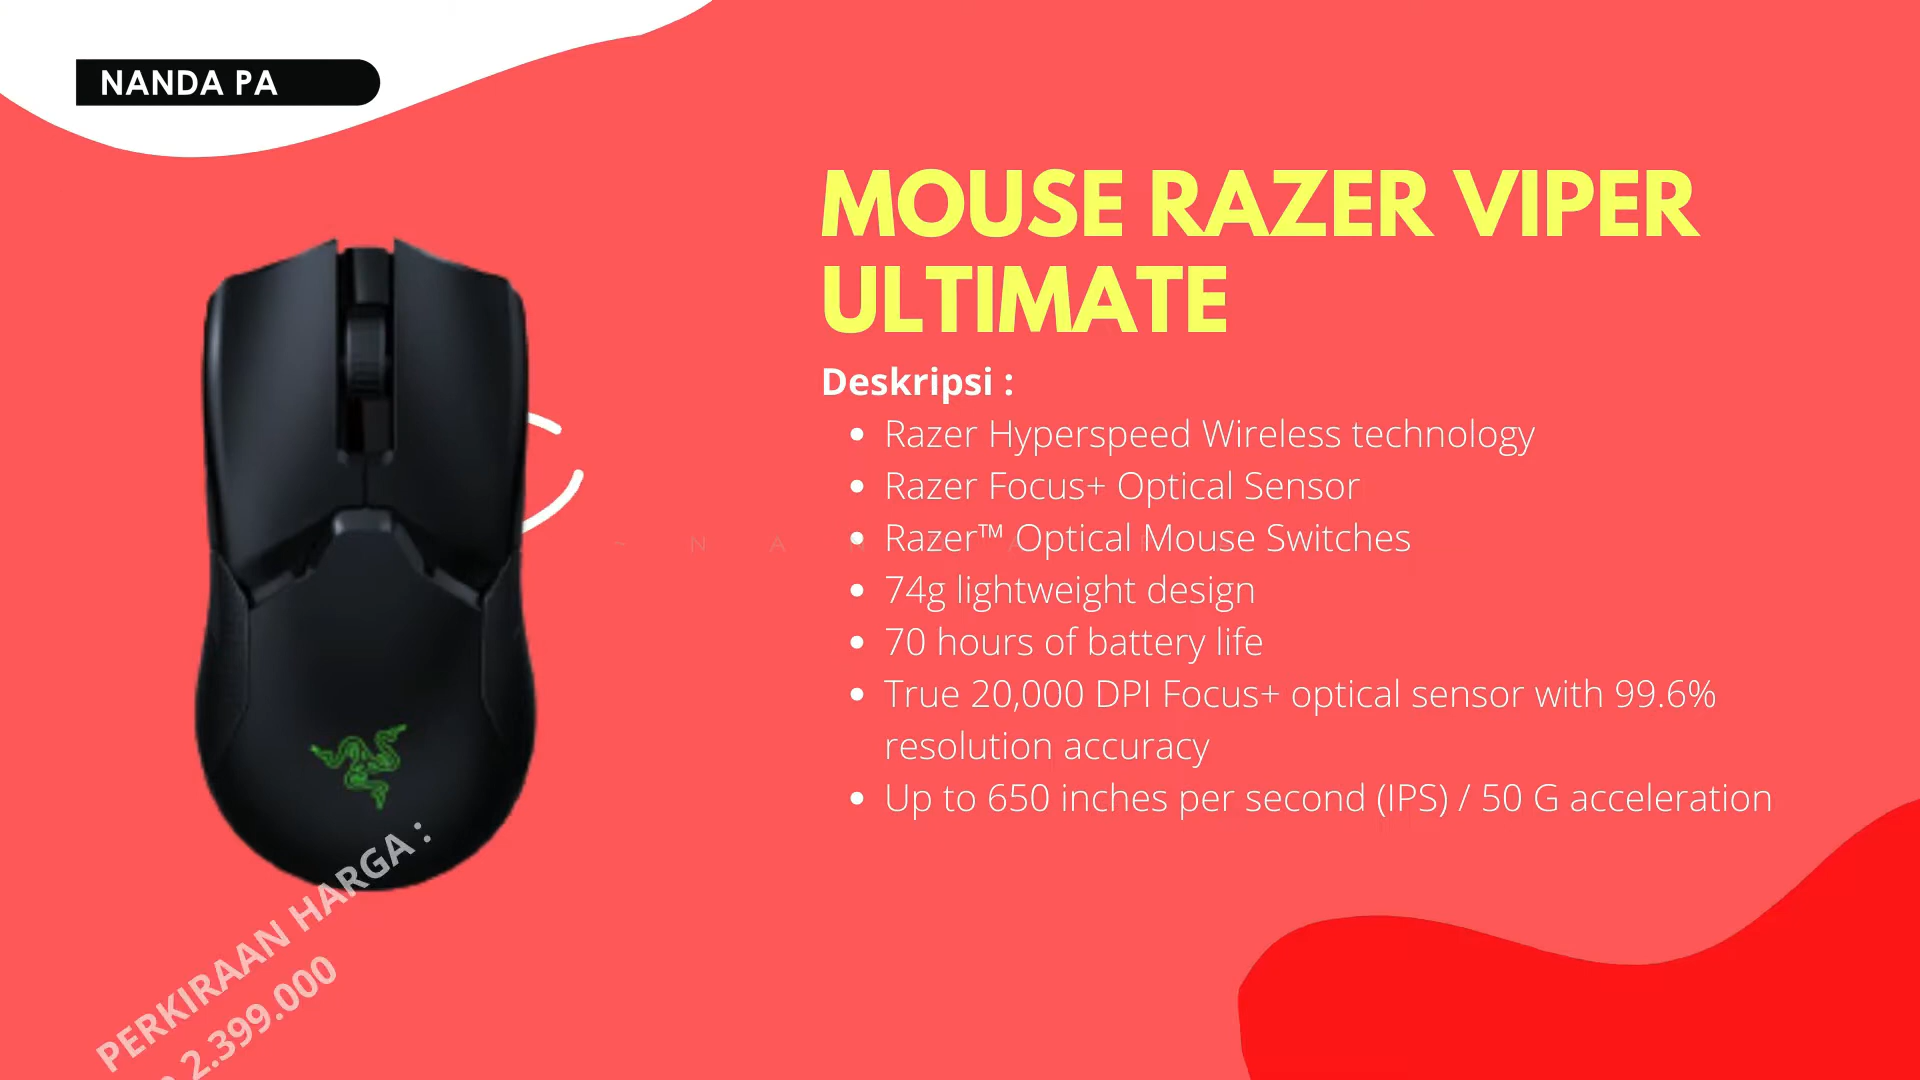 NANDA PA
MOUSE RAZER VIPER
ULTIMATE
Deskripsi :
Razer Hyperspeed Wireless technology
Razer Focus+ Optical Sensor
Razer™ Optical Mouse Switches
74g lightweight design
70 hours of battery life
True 20,000 DPI Focus+ optical sensor with 99.6%
resolution accuracy
Up to 650 inches per second (IPS) / 50 G acceleration
PERKIRAAN HARGA :
2.399.000